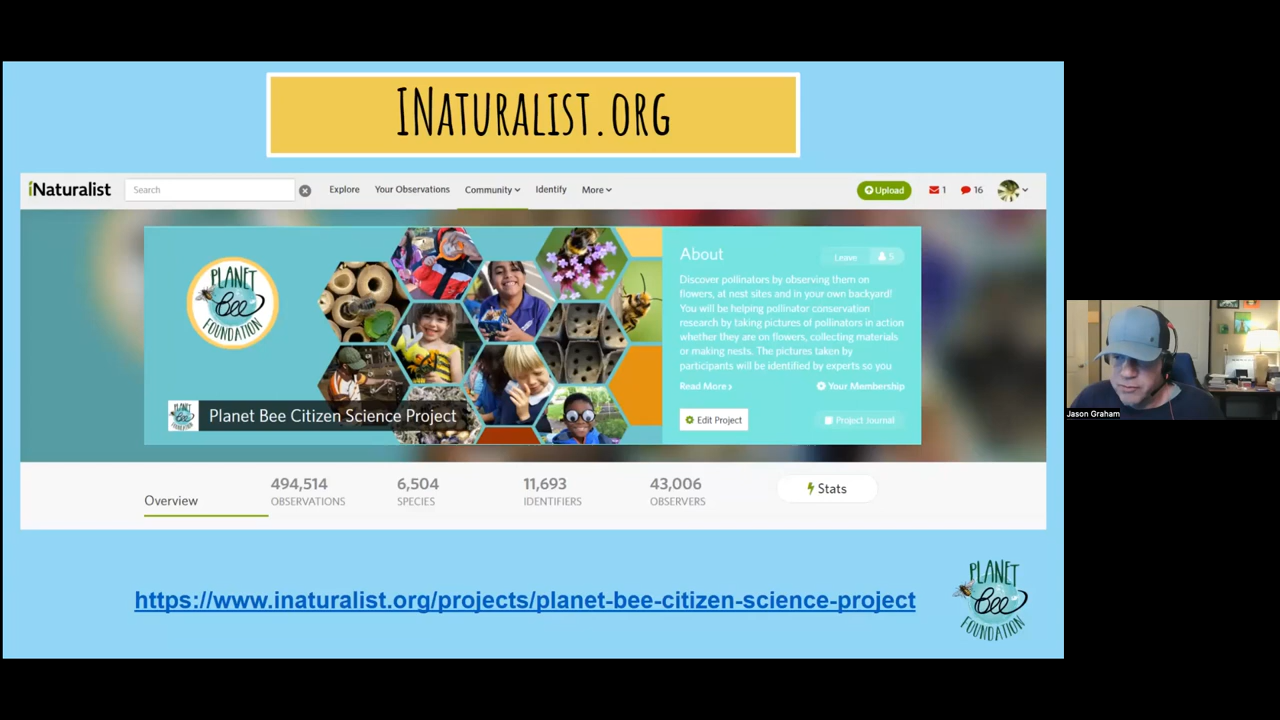 INATURALIST.ORG
iNaturalist Search Explore Your Observations Community Identify More Upload 1 16
PLANET
Bee
FOUNDATION
About
Leave 5
Discover pollinators by observing them on
flowers, at nest sites and in your own backyard!
You will be helping pollinator conservation
research by taking pictures of pollinators in action
whether they are on flowers, collecting materials
or making nests. The pictures taken by
participants will be identified by experts so you
Read More
Your Membership
Planet Bee Citizen Science Project
Edit Project
Project Journal
Overview
494,514
OBSERVATIONS
6,504
SPECIES
11,693
IDENTIFIERS
43,006
OBSERVERS
Stats
https://www.inaturalist.org/projects/planet-bee-citizen-science-project
PLANET
Bee
FOUNDATION
Jason Graham